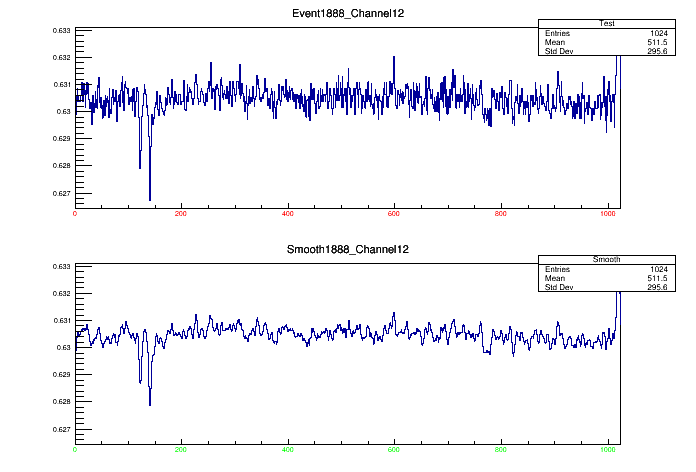 Event1888_Channel12
Test
Entries 1024
Mean 511.5
Std Dev 295.6
0.633
0.632
0.631
0.63
0.629
0.628
0.627
0 200 400 600 800 1000
Smooth1888_Channel12
Smooth
Entries 1024
Mean 511.5
Std Dev 295.6
0.633
0.632
0.631
0.63
0.629
0.628
0.627
0 200 400 600 800 1000